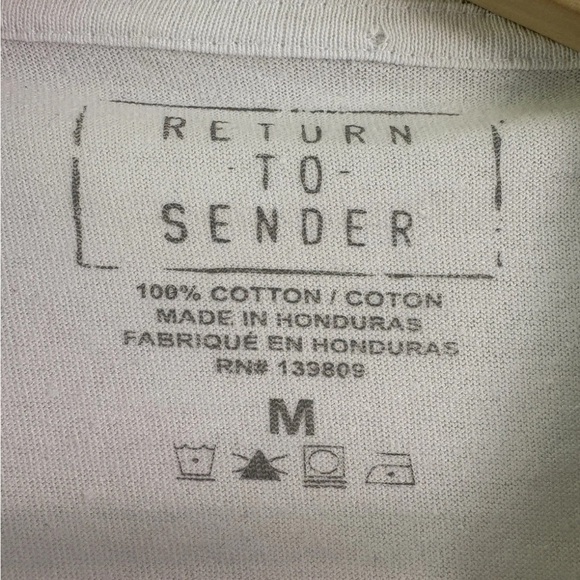 RETURN
-TO-
SENDER
100% COTTON / COTON
MADE IN HONDURAS
FABRIQUÉ EN HONDURAS
RN# 139809
M